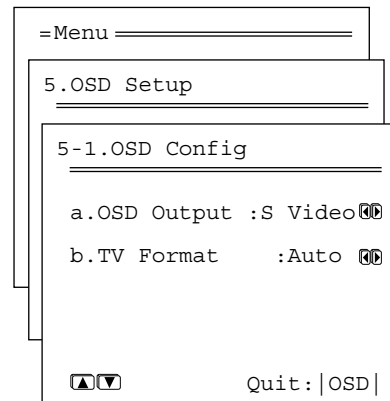 =Menu
5.OSD Setup
5-1.OSD Config
a.OSD Output :S Video
b.TV Format :Auto
Quit:|OSD|